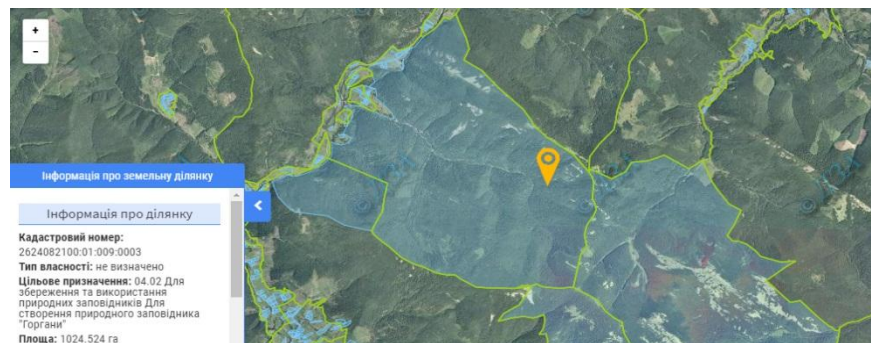 +
−
Інформація про земельну ділянку
Інформація про ділянку
Кадастровий номер:
2624082100:01:009:0003
Тип власності: не визначено
Цільове призначення: 04.02 Для
збереження та використання
природних заповідників Для
створення природного заповідника
"Горгани"
Площа: 1024.524 га